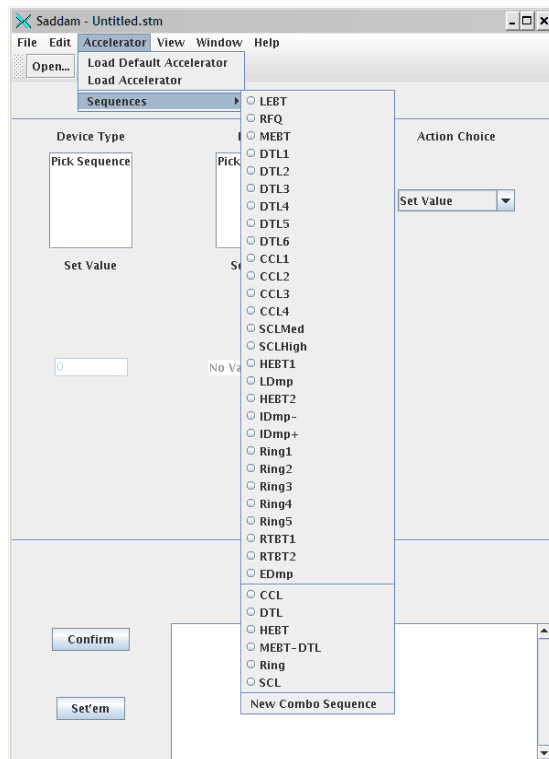 Saddam - Untitled.stm
File Edit Accelerator View Window Help
Open...
Load Default Accelerator
Load Accelerator
Sequences
LEBT
RFQ
MEBT
DTL1
DTL2
DTL3
DTL4
DTL5
DTL6
CCL1
CCL2
CCL3
CCL4
SCLMed
SCLHigh
HEBT1
LDmp
HEBT2
IDmp-
IDmp+
Ring1
Ring2
Ring3
Ring4
Ring5
RTBT1
RTBT2
EDmp
CCL
DTL
HEBT
MEBT-DTL
Ring
SCL
New Combo Sequence
Device Type
Pick Sequence
Pick
Action Choice
Set Value
Set Value
0
No Va
Confirm
Set'em